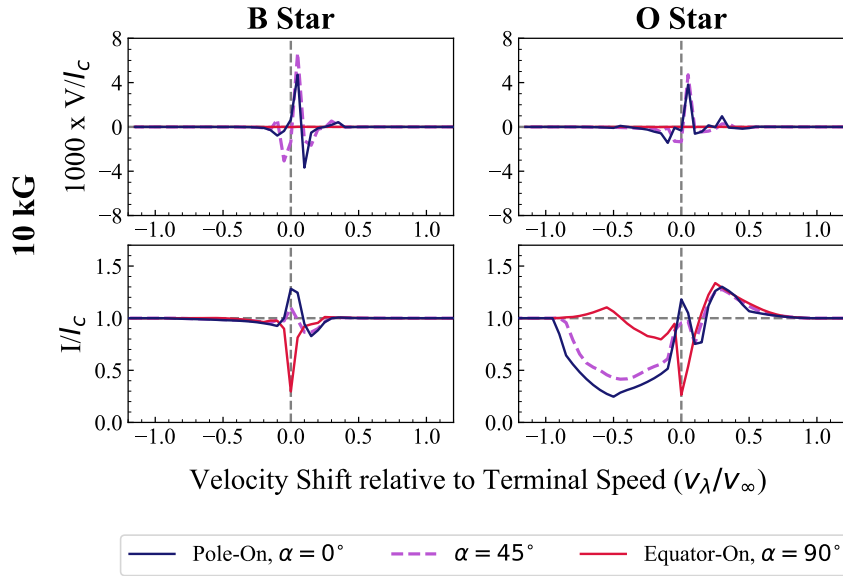 B Star
O Star
10 kG
1000 x V/I_C
8
4
0
−4
−8
−1.0 −0.5 0.0 0.5 1.0
−1.0 −0.5 0.0 0.5 1.0
I/I_C
1.5
1.0
0.5
0.0
−1.0 −0.5 0.0 0.5 1.0
−1.0 −0.5 0.0 0.5 1.0
Velocity Shift relative to Terminal Speed (v_λ/v_∞)
Pole-On, α = 0° α = 45° Equator-On, α = 90°